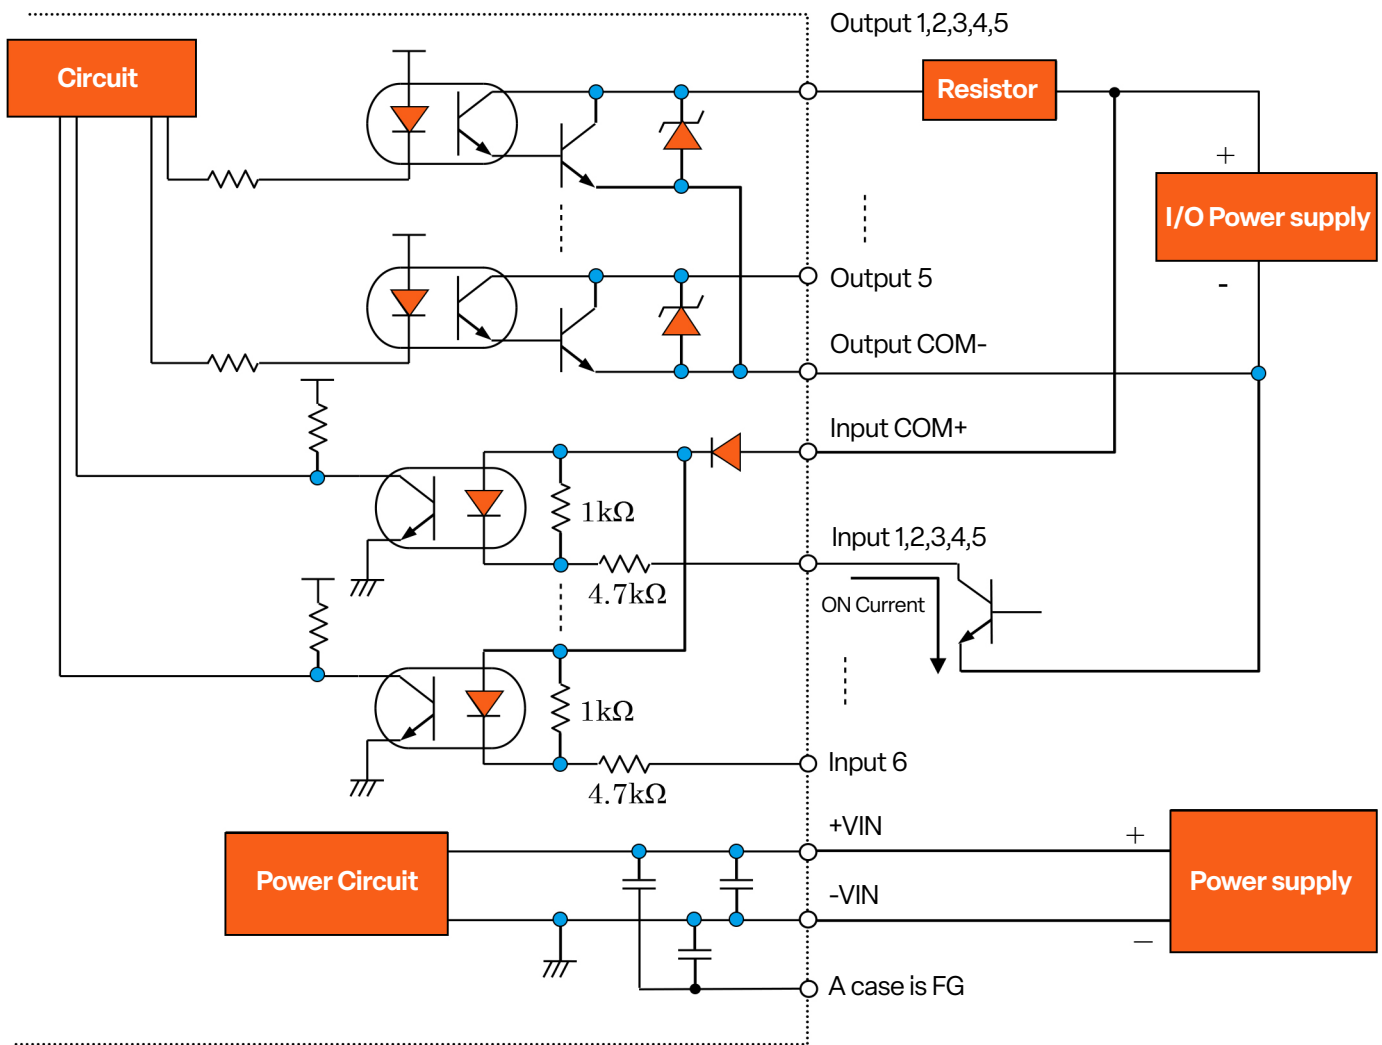 Output 1,2,3,4,5
Circuit
Resistor
+
I/O Power supply
-
Output 5
Output COM-
Input COM+
1kΩ
Input 1,2,3,4,5
4.7kΩ
ON Current
1kΩ
Input 6
4.7kΩ
+VIN
+
Power Circuit
Power supply
-VIN
−
A case is FG